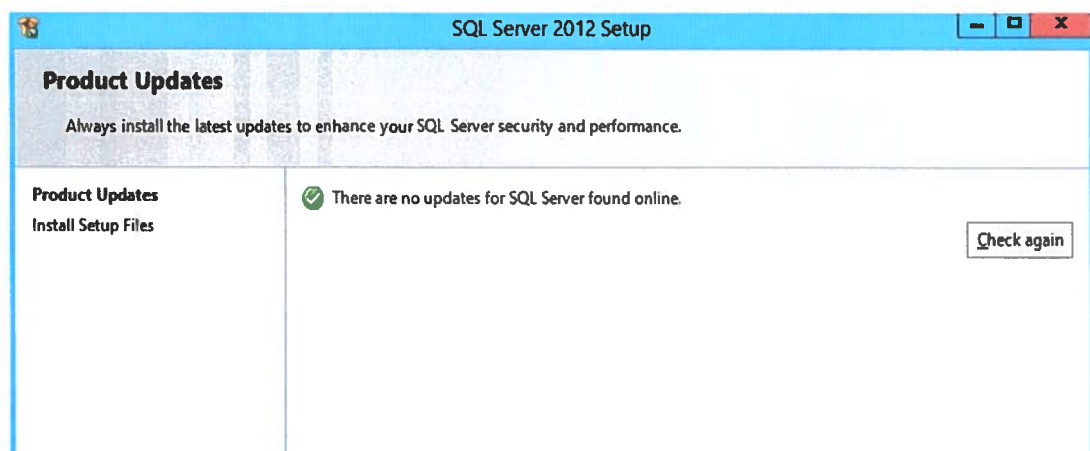 SQL Server 2012 Setup
Product Updates
Always install the latest updates to enhance your SQL Server security and performance.
Product Updates
Install Setup Files
There are no updates for SQL Server found online.
Check again